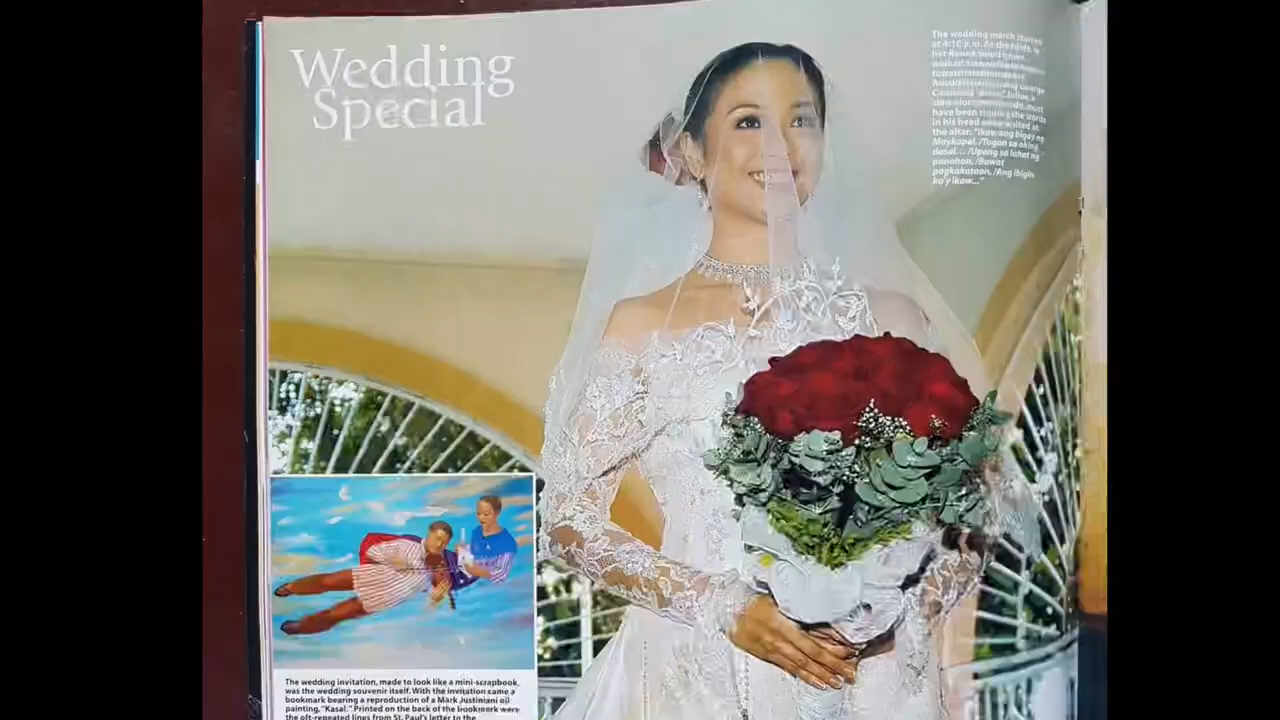 Wedding
Special
The wedding march started
at 4:10 p.m. As the bride, in
walked
toward
have been the words
in his head waited at
the altar: "Ikaw ang bigay ng
Maykapal, /Tugon sa aking
dasal... /Upang sa lahat ng
panahon, /Bawat
pagkakataon, /Ang ibigin
ko'y ikaw..."
The wedding invitation, made to look like a mini-scrapbook,
was the wedding souvenir itself. With the invitation came a
bookmark bearing a reproduction of a Mark Justiniani oil
painting, "Kasal." Printed on the back of the bookmark were
the oft-repeated lines from St. Paul's letter to the